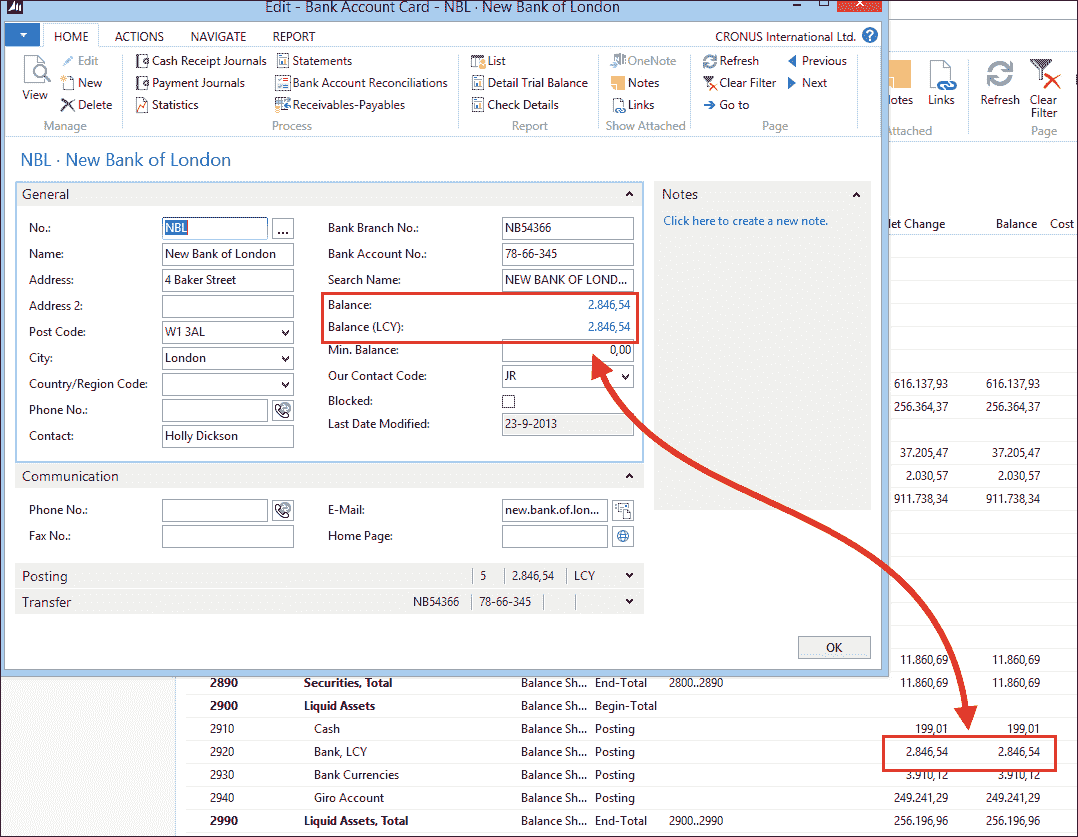 Edit - Bank Account Card - NBL · New Bank of London
HOME ACTIONS NAVIGATE REPORT CRONUS International Ltd. ?
View Edit New Delete
Manage
Cash Receipt Journals Statements
Payment Journals Bank Account Reconciliations
Statistics Receivables-Payables
Process
List
Detail Trial Balance
Check Details
Report
OneNote
Notes
Links
Show Attached
Refresh Previous
Clear Filter Next
Go to
Page
Links Refresh Clear Filter
Page
NBL · New Bank of London
General
No.: NBL ...
Name: New Bank of London
Address: 4 Baker Street
Address 2:
Post Code: W1 3AL
City: London
Country/Region Code:
Phone No.:
Contact: Holly Dickson
Bank Branch No.: NB54366
Bank Account No.: 78-66-345
Search Name: NEW BANK OF LOND...
Balance: 2.846,54
Balance (LCY): 2.846,54
Min. Balance: 0,00
Our Contact Code: JR
Blocked:
Last Date Modified: 23-9-2013
Notes
Click here to create a new note.
Communication
Phone No.: E-Mail: new.bank.of.lon...
Fax No.: Home Page:
Posting 5 2.846,54 LCY
Transfer NB54366 78-66-345
OK
Change Balance Cost
616.137,93 616.137,93
256.364,37 256.364,37
37.205,47 37.205,47
2.030,57 2.030,57
911.738,34 911.738,34
11.860,69 11.860,69
2890 Securities, Total Balance Sh... End-Total 2800..2890 11.860,69 11.860,69
2900 Liquid Assets Balance Sh... Begin-Total
2910 Cash Balance Sh... Posting 199,01 199,01
2920 Bank, LCY Balance Sh... Posting 2.846,54 2.846,54
2930 Bank Currencies Balance Sh... Posting 3.910,12 3.910,12
2940 Giro Account Balance Sh... Posting 249.241,29 249.241,29
2990 Liquid Assets, Total Balance Sh... End-Total 2900..2990 256.196,96 256.196,96